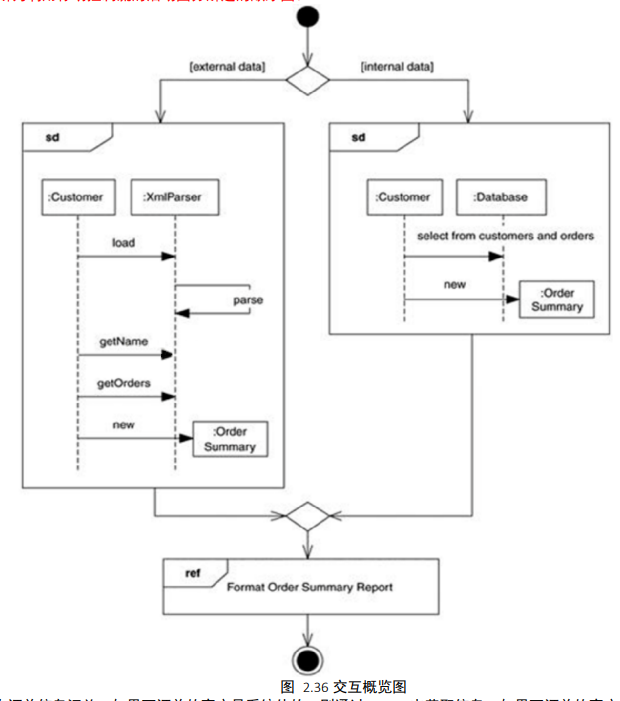 [external data]
[internal data]
sd
:Customer
:XmlParser
load
parse
getName
getOrders
new
:Order
Summary
sd
:Customer
:Database
select from customers and orders
new
:Order
Summary
ref
Format Order Summary Report
图 2.36 交互概览图